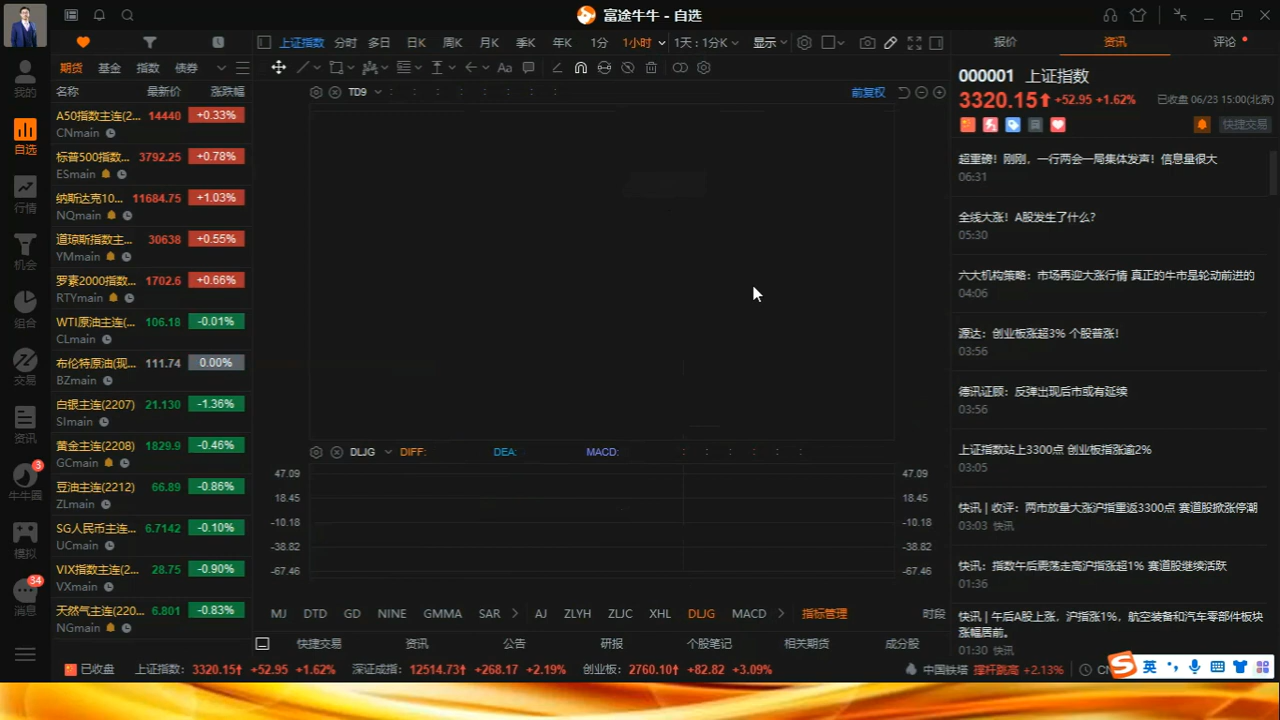 富途牛牛 - 自选
我的
自选
行情
机会
组合
交易
资讯
牛牛圈
3
模拟
消息
34
期货 基金 指数 债券
名称 最新价 涨跌幅
A50指数主连(2... 14440 +0.33%
CNmain
标普500指数... 3792.25 +0.78%
ESmain
纳斯达克10... 11684.75 +1.03%
NQmain
道琼斯指数主... 30638 +0.55%
YMmain
罗素2000指数... 1702.6 +0.66%
RTYmain
WTI原油主连(... 106.18 -0.01%
CLmain
布伦特原油(现... 111.74 0.00%
BZmain
白银主连(2207) 21.130 -1.36%
SImain
黄金主连(2208) 1829.9 -0.46%
GCmain
豆油主连(2212) 66.89 -0.86%
ZLmain
SG人民币主连... 6.7142 -0.10%
UCmain
VIX指数主连(2... 28.75 -0.90%
VXmain
天然气主连(220... 6.801 -0.83%
NGmain
上证指数 分时 多日 日K 周K 月K 季K 年K 1分 1小时 1天 : 1分K 显示
Aa
TD9 : : : : : : : : 前复权
DLJG DIFF: DEA: MACD: : : : : : :
47.09 47.09
18.45 18.45
-10.18 -10.18
-38.82 -38.82
-67.46 -67.46
MJ DTD GD NINE GMMA SAR AJ ZLYH ZLJC XHL DLJG MACD 指标管理 时段
快捷交易 资讯 公告 研报 个股笔记 相关期货 成分股
已收盘 上证指数: 3320.15 +52.95 +1.62% 深证成指: 12514.73 +268.17 +2.19% 创业板: 2760.10 +82.82 +3.09% 中国铁塔 撑杆跳高 +2.13%
报价 资讯 评论
000001 上证指数
3320.15 +52.95 +1.62% 已收盘 06/23 15:00(北京)
快捷交易
超重磅！刚刚，一行两会一局集体发声！信息量很大
06:31
全线大涨！A股发生了什么？
05:30
六大机构策略：市场再迎大涨行情 真正的牛市是轮动前进的
04:06
源达：创业板涨超3% 个股普涨！
03:56
德讯证顾：反弹出现后市或有延续
03:56
上证指数站上3300点 创业板指涨逾2%
03:05
快讯 | 收评：两市放量大涨沪指重返3300点 赛道股掀涨停潮
03:03 快讯
快讯：指数午后震荡走高沪指涨超1% 赛道股继续活跃
01:36
快讯 | 午后A股上涨，沪指涨1%，航空装备和汽车零部件板块
涨幅居前。
01:30 快讯
英